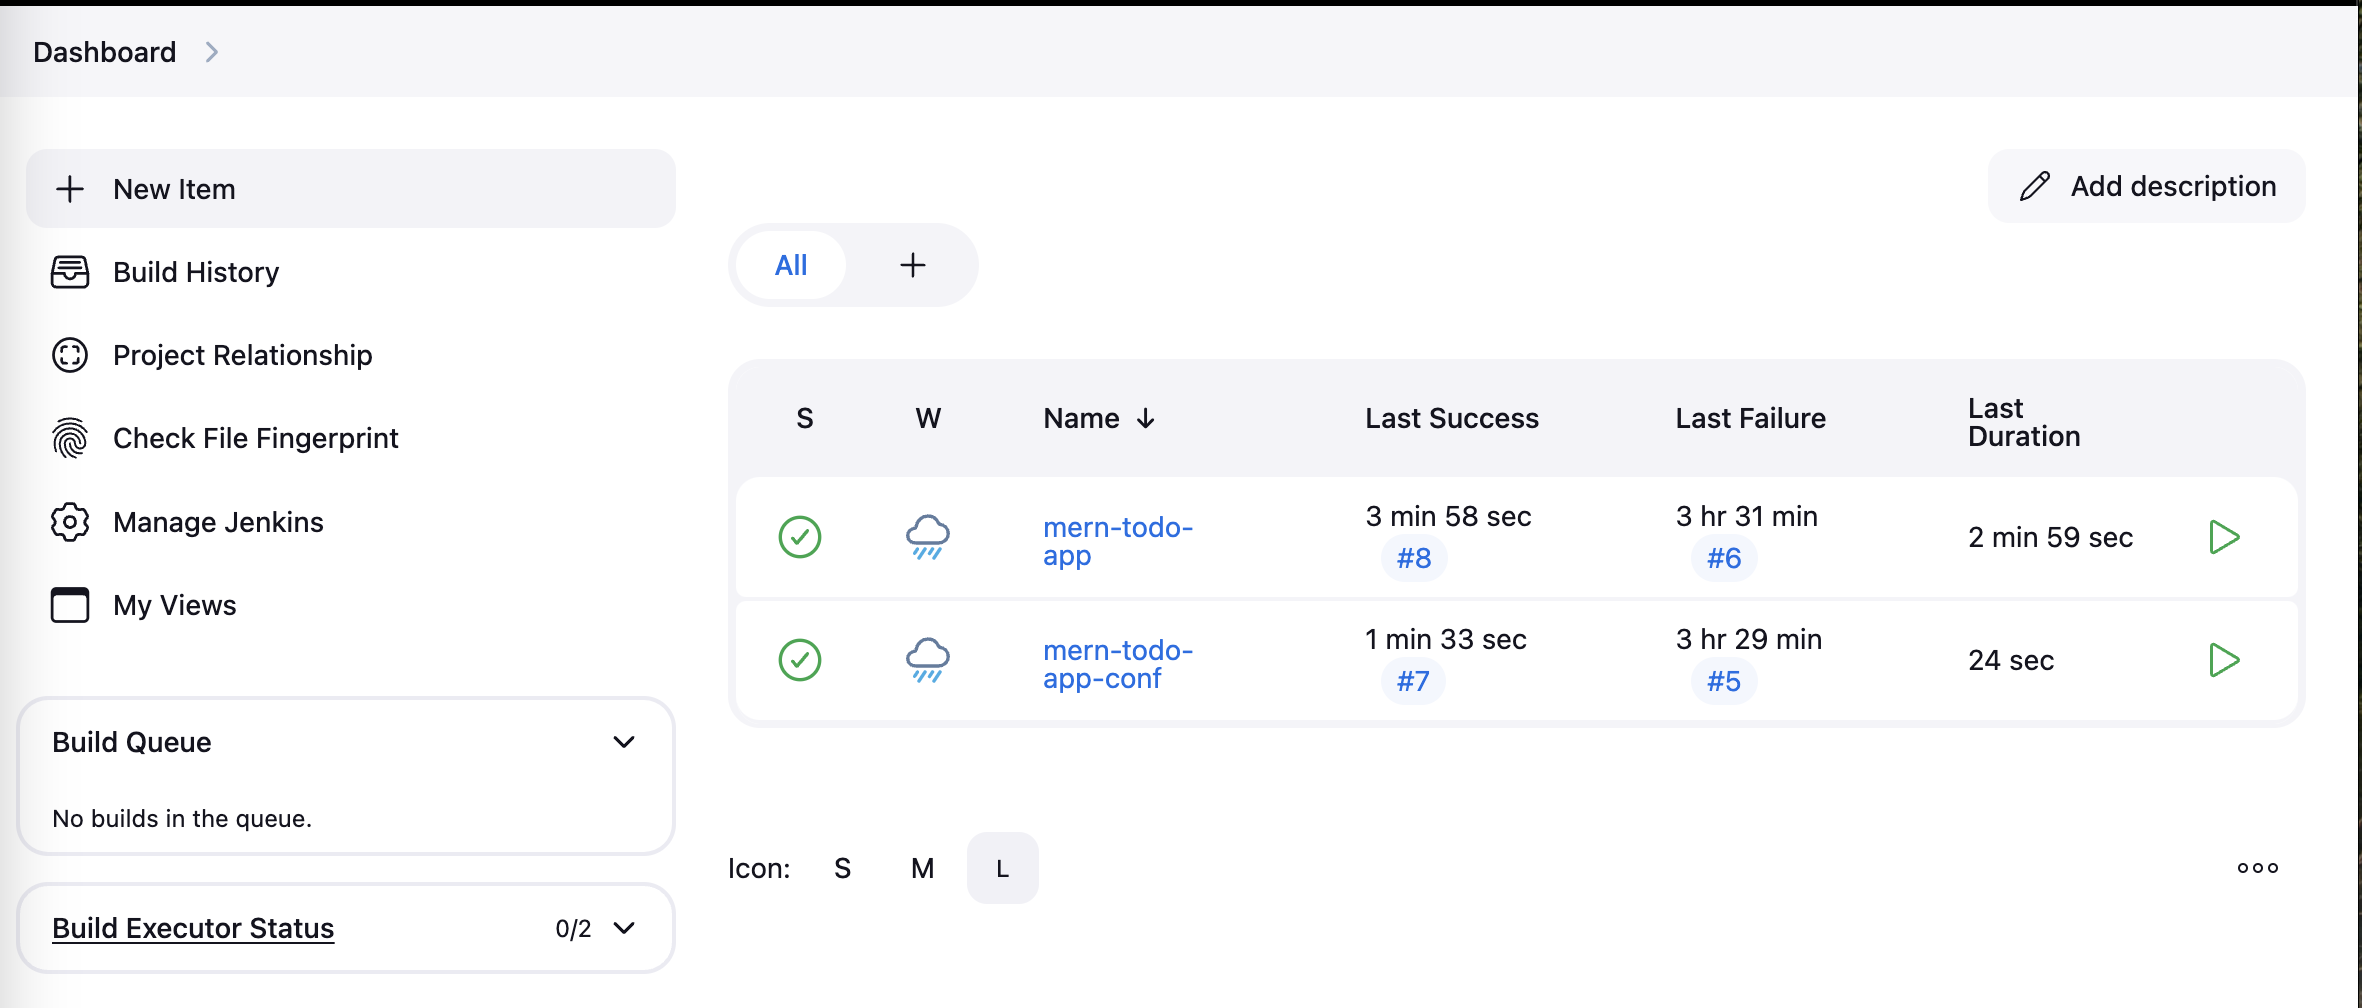 Dashboard
New Item
Build History
Project Relationship
Check File Fingerprint
Manage Jenkins
My Views
Build Queue
No builds in the queue.
Build Executor Status 0/2
Add description
All +
S W Name ↓ Last Success Last Failure Last
Duration
mern-todo-
app
3 min 58 sec
#8
3 hr 31 min
#6
2 min 59 sec
mern-todo-
app-conf
1 min 33 sec
#7
3 hr 29 min
#5
24 sec
Icon: S M L